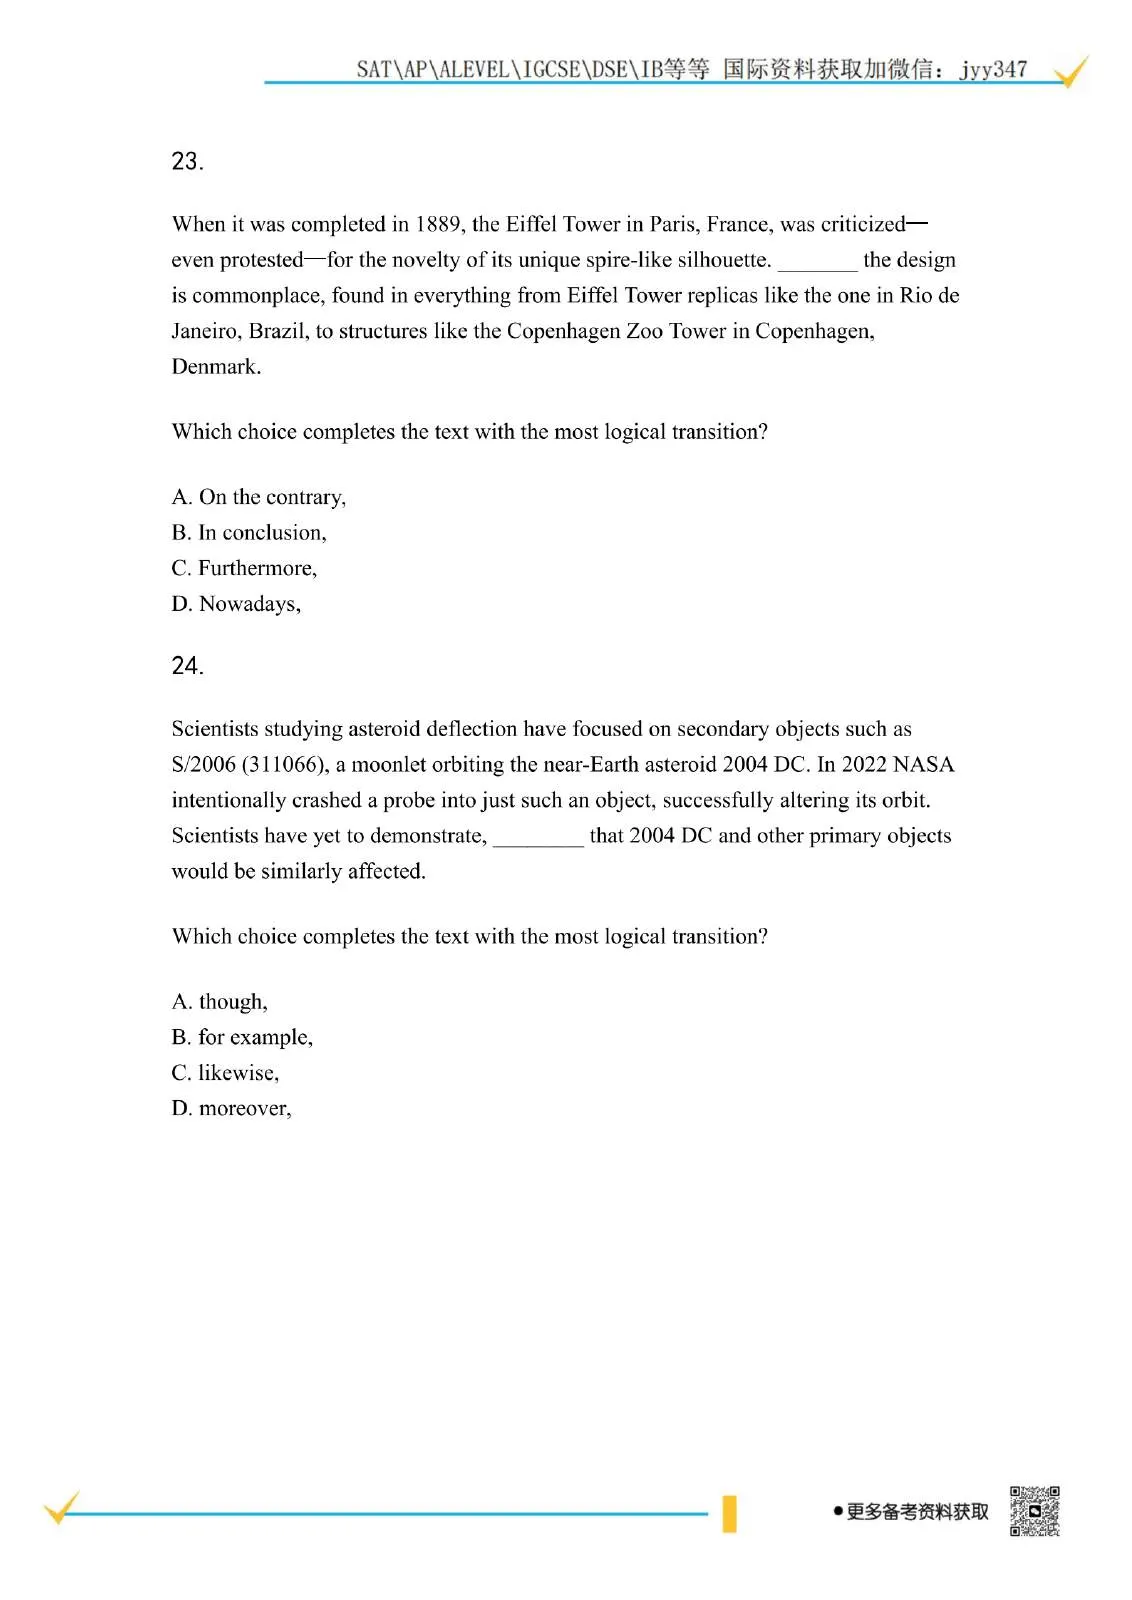 SAT\AP\ALEVEL\IGCSE\DSE\IB等等 国际资料获取加微信：jyy347
23.
When it was completed in 1889, the Eiffel Tower in Paris, France, was criticized—
even protested—for the novelty of its unique spire-like silhouette. _______ the design
is commonplace, found in everything from Eiffel Tower replicas like the one in Rio de
Janeiro, Brazil, to structures like the Copenhagen Zoo Tower in Copenhagen,
Denmark.
Which choice completes the text with the most logical transition?
A. On the contrary,
B. In conclusion,
C. Furthermore,
D. Nowadays,
24.
Scientists studying asteroid deflection have focused on secondary objects such as
S/2006 (311066), a moonlet orbiting the near-Earth asteroid 2004 DC. In 2022 NASA
intentionally crashed a probe into just such an object, successfully altering its orbit.
Scientists have yet to demonstrate, ________ that 2004 DC and other primary objects
would be similarly affected.
Which choice completes the text with the most logical transition?
A. though,
B. for example,
C. likewise,
D. moreover,
●更多备考资料获取